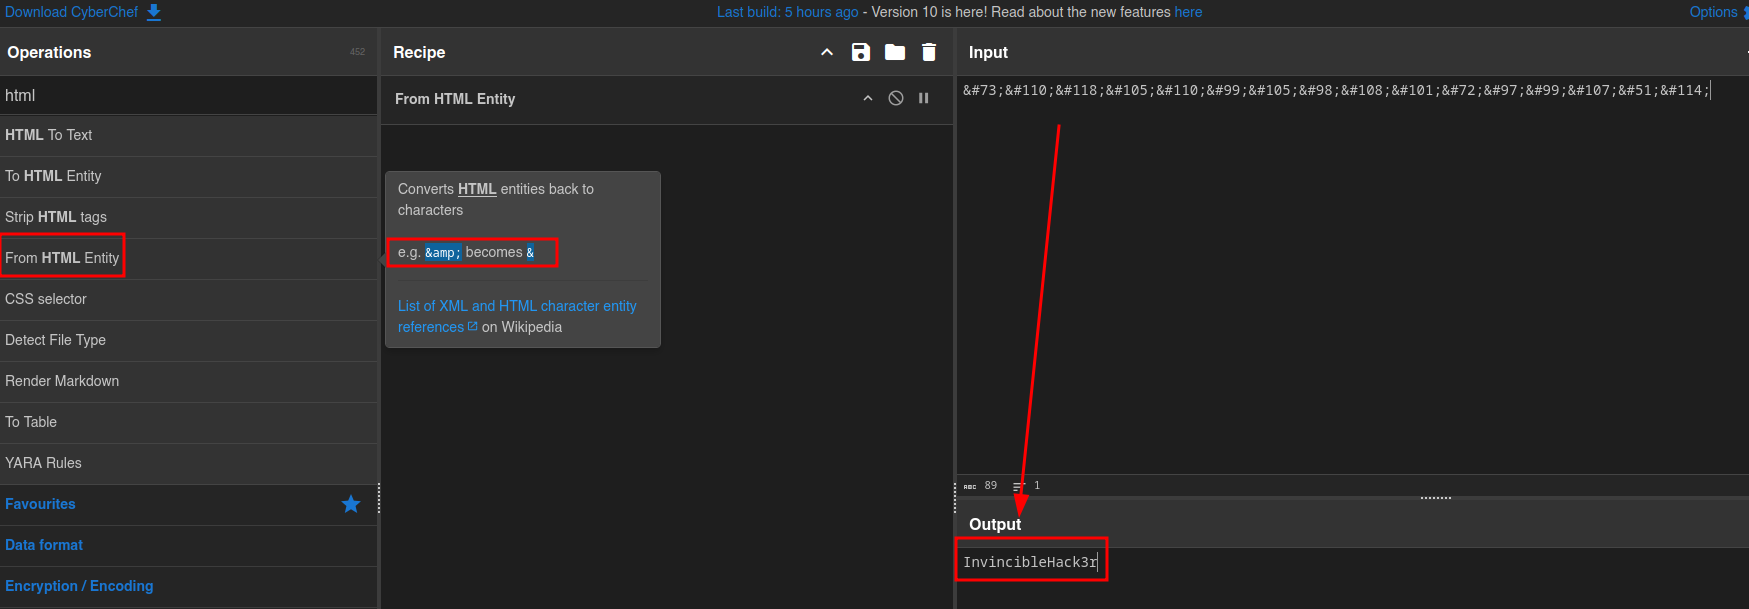 Download CyberChef
Last build: 5 hours ago - Version 10 is here! Read about the new features here
Options
Operations
452
html
HTML To Text
To HTML Entity
Strip HTML tags
From HTML Entity
CSS selector
Detect File Type
Render Markdown
To Table
YARA Rules
Favourites
Data format
Encryption / Encoding
Recipe
From HTML Entity
Converts HTML entities back to
characters
e.g. &amp; becomes &
List of XML and HTML character entity
references on Wikipedia
Input
&#73;&#110;&#118;&#105;&#110;&#99;&#105;&#98;&#108;&#101;&#72;&#97;&#99;&#107;&#51;&#114;
ABC 89 1
Output
InvincibleHack3r